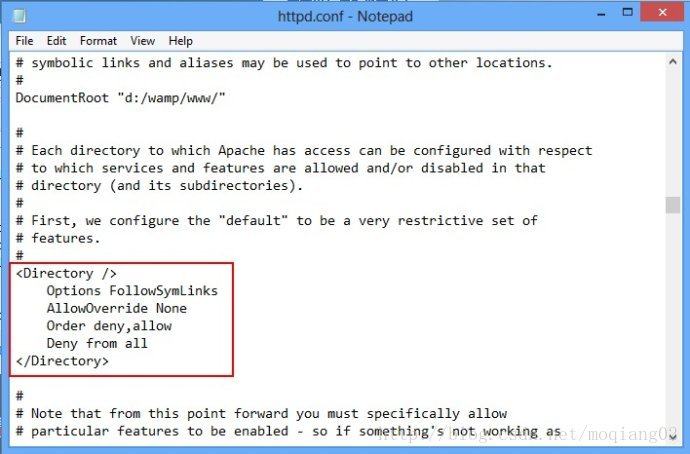 httpd.conf - Notepad
File Edit Format View Help
# symbolic links and aliases may be used to point to other locations.
#
DocumentRoot "d:/wamp/www/"
#
# Each directory to which Apache has access can be configured with respect
# to which services and features are allowed and/or disabled in that
# directory (and its subdirectories).
#
# First, we configure the "default" to be a very restrictive set of
# features.
#
<Directory />
    Options FollowSymLinks
    AllowOverride None
    Order deny,allow
    Deny from all
</Directory>
#
# Note that from this point forward you must specifically allow
# particular features to be enabled - so if something's not working as
http://blog.csdn.net/moqiang02